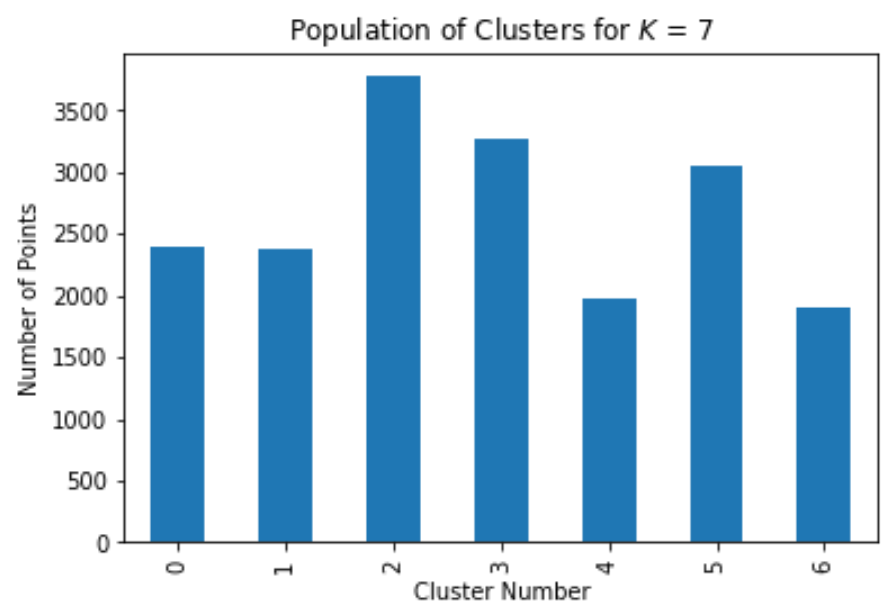 Population of Clusters for K = 7
3500
3000
2500
2000
1500
1000
500
0
Number of Points
0 1 2 3 4 5 6
Cluster Number